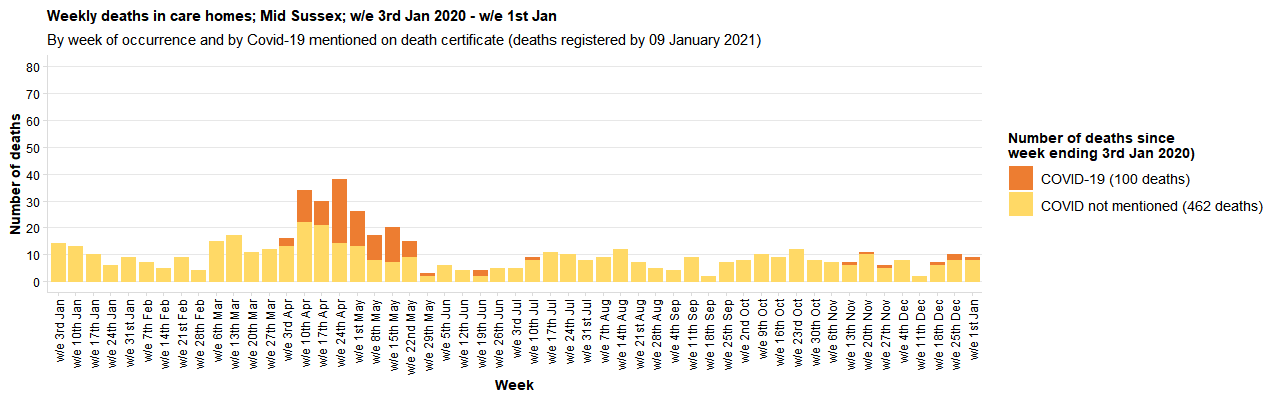 Weekly deaths in care homes; Mid Sussex; w/e 3rd Jan 2020 - w/e 1st Jan
By week of occurrence and by Covid-19 mentioned on death certificate (deaths registered by 09 January 2021)
Number of deaths
80
70
60
50
40
30
20
10
0
w/e 3rd Jan
w/e 10th Jan
w/e 17th Jan
w/e 24th Jan
w/e 31st Jan
w/e 7th Feb
w/e 14th Feb
w/e 21st Feb
w/e 28th Feb
w/e 6th Mar
w/e 13th Mar
w/e 20th Mar
w/e 27th Mar
w/e 3rd Apr
w/e 10th Apr
w/e 17th Apr
w/e 24th Apr
w/e 1st May
w/e 8th May
w/e 15th May
w/e 22nd May
w/e 29th May
w/e 5th Jun
w/e 12th Jun
w/e 19th Jun
w/e 26th Jun
w/e 3rd Jul
w/e 10th Jul
w/e 17th Jul
w/e 24th Jul
w/e 31st Jul
w/e 7th Aug
w/e 14th Aug
w/e 21st Aug
w/e 28th Aug
w/e 4th Sep
w/e 11th Sep
w/e 18th Sep
w/e 25th Sep
w/e 2nd Oct
w/e 9th Oct
w/e 16th Oct
w/e 23rd Oct
w/e 30th Oct
w/e 6th Nov
w/e 13th Nov
w/e 20th Nov
w/e 27th Nov
w/e 4th Dec
w/e 11th Dec
w/e 18th Dec
w/e 25th Dec
w/e 1st Jan
Week
Number of deaths since
week ending 3rd Jan 2020)
COVID-19 (100 deaths)
COVID not mentioned (462 deaths)